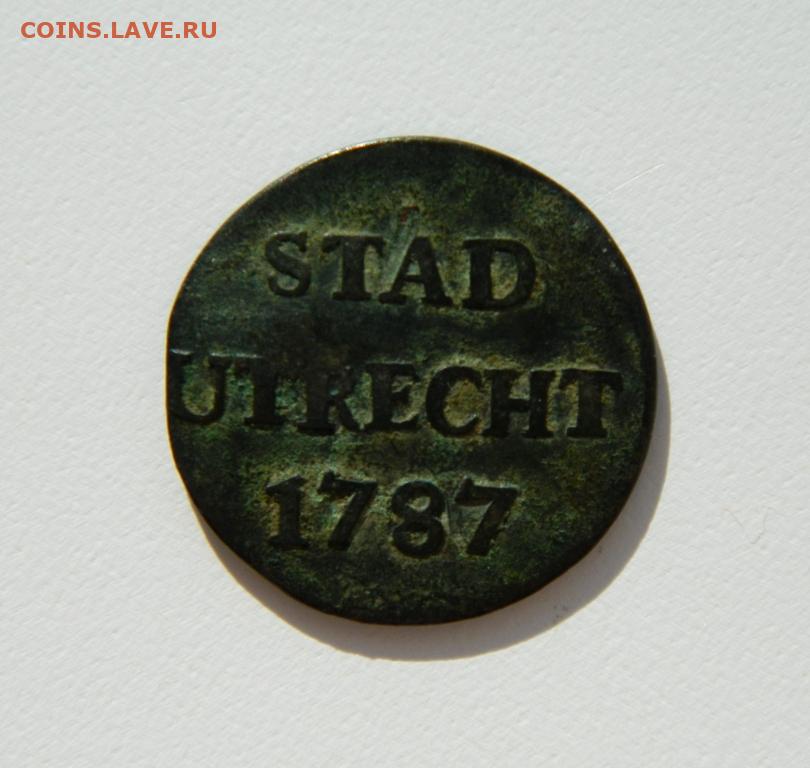 COINS.LAVE.RU
STAD
UTRECHT
1787